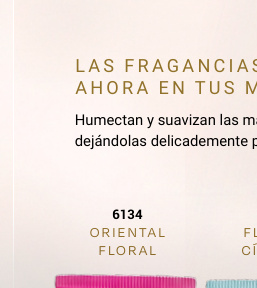 LAS FRAGANCIAS
AHORA EN TUS M
Humectan y suavizan las ma
dejándolas delicadamente p
6134
ORIENTAL
FLORAL
FL
CÍ